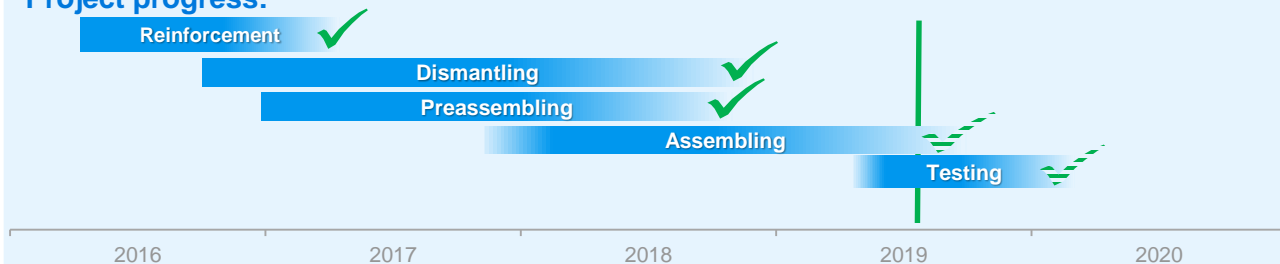 Project progress:
Reinforcement
Dismantling
Preassembling
Assembling
Testing
2016 2017 2018 2019 2020